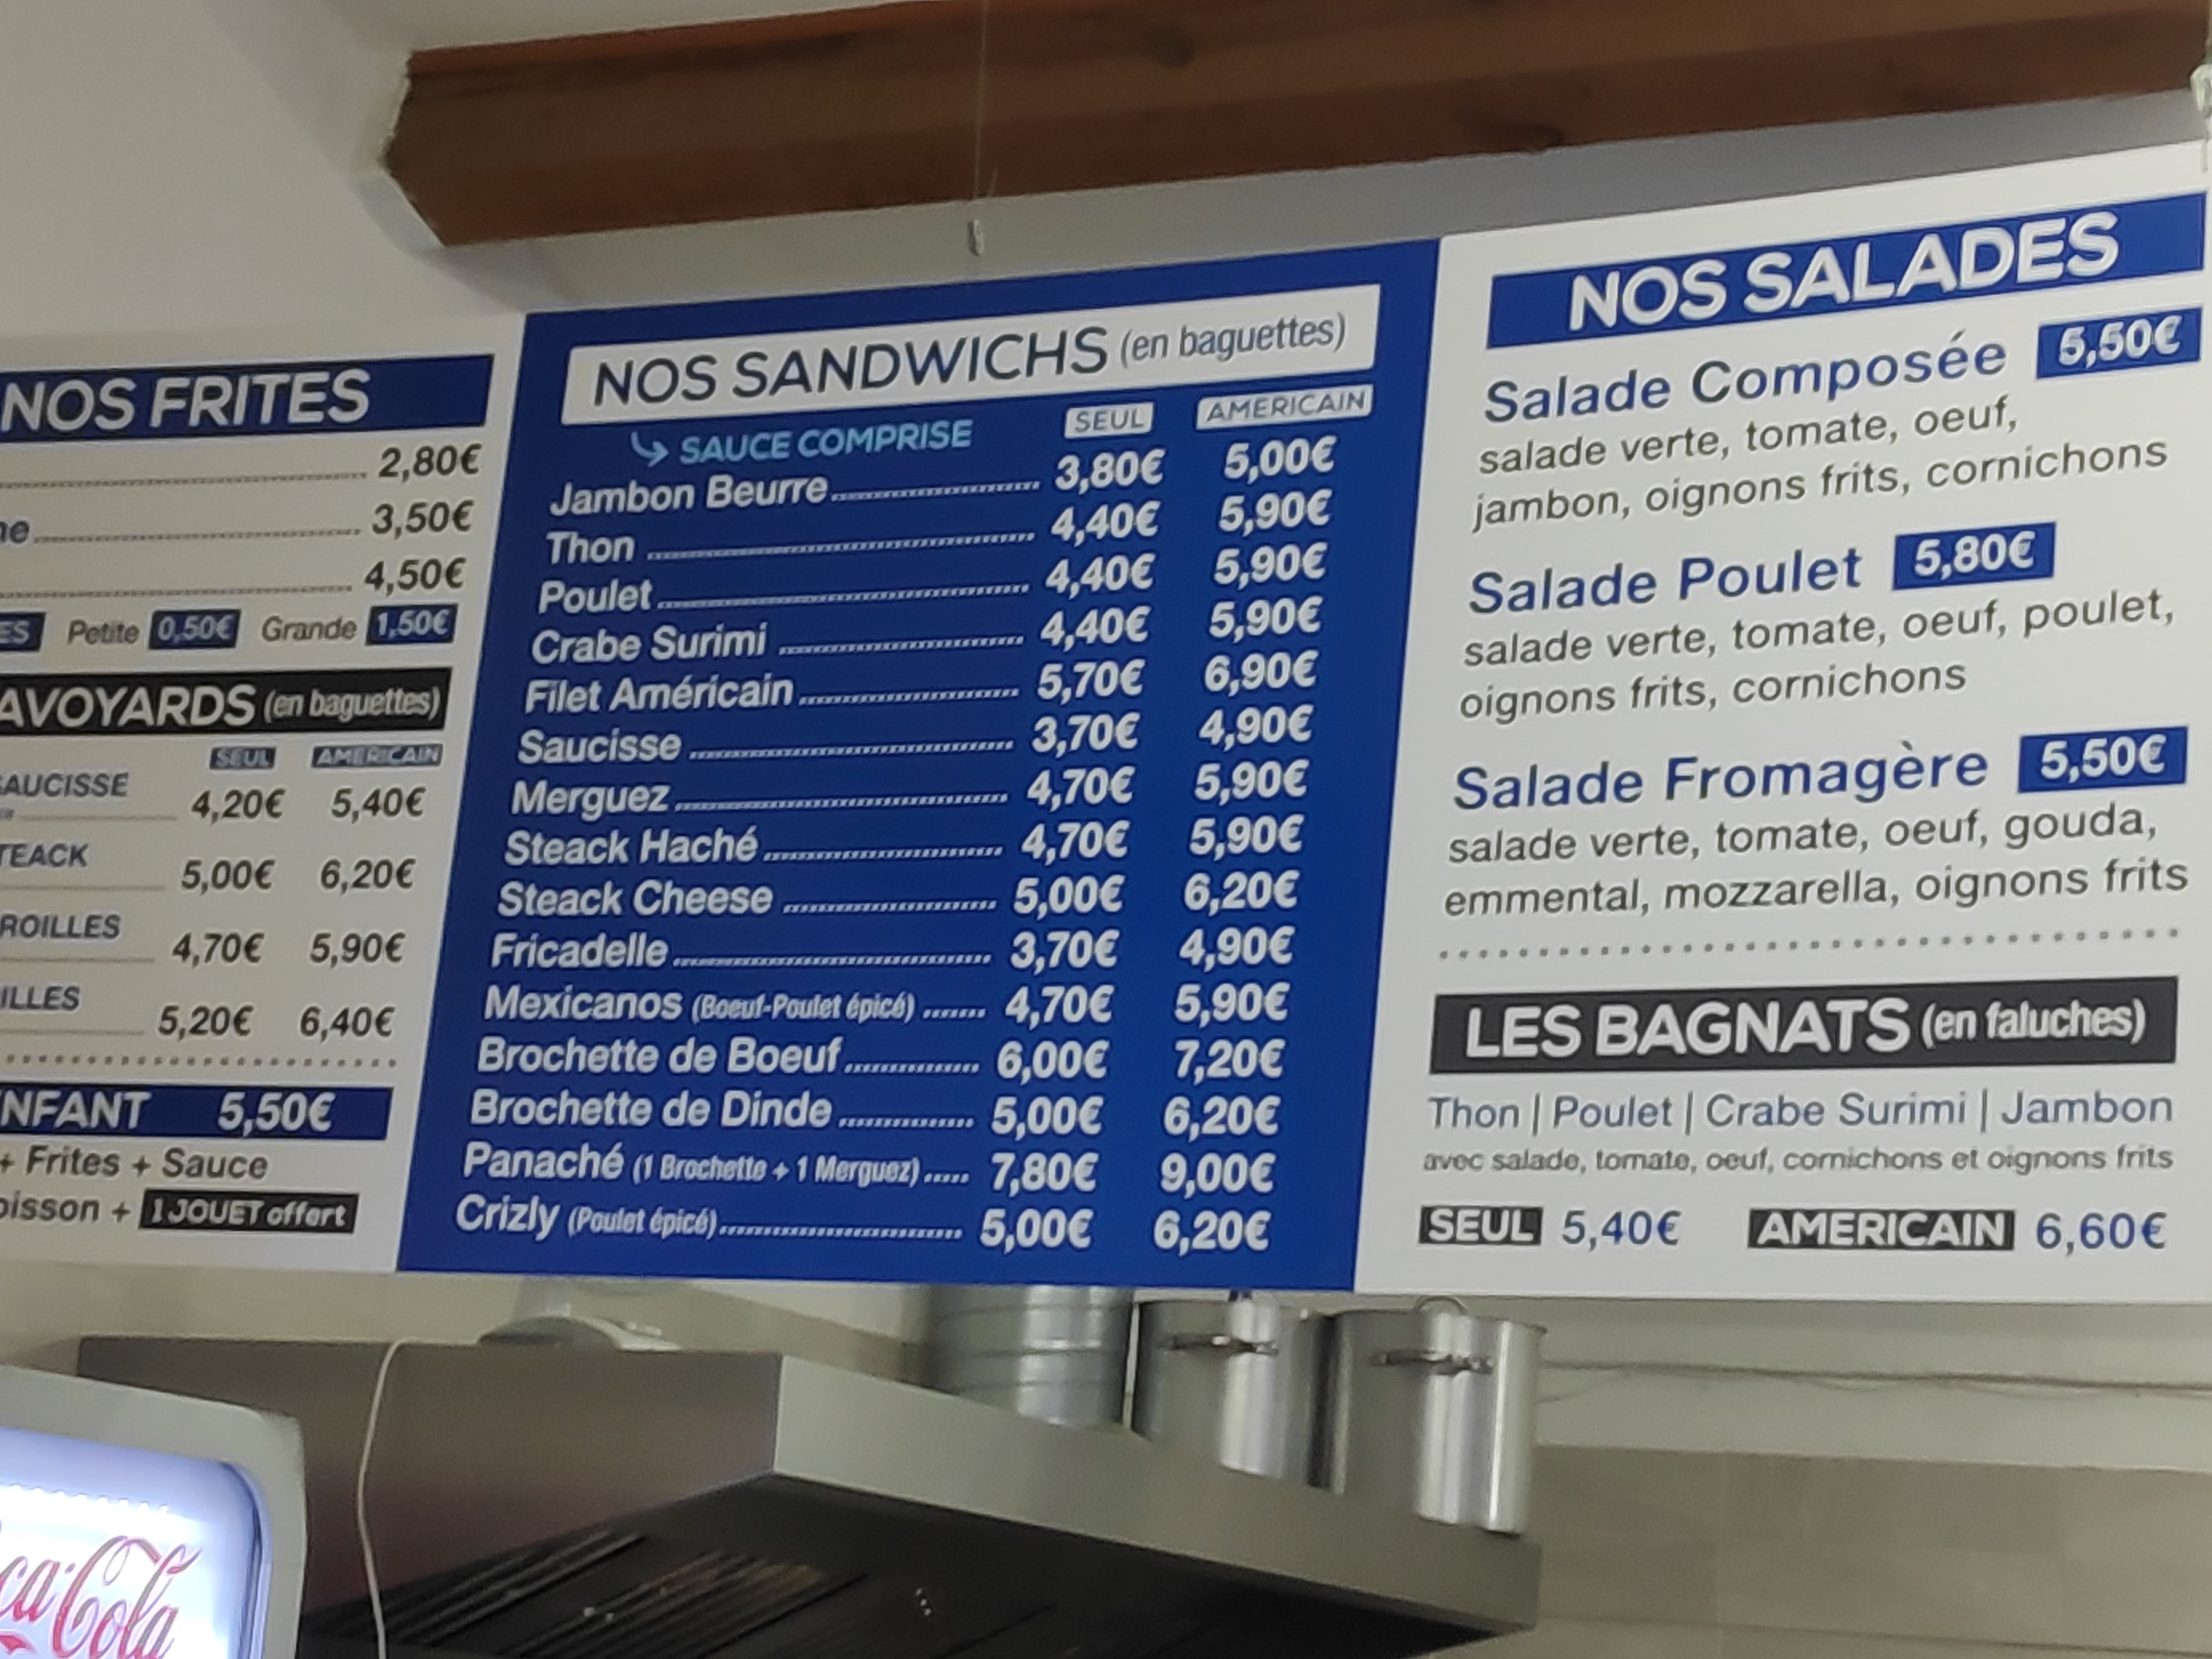 NOS FRITES
2,80€
3,50€
4,50€
ES Petite 0,50€ Grande 1,50€
AVOYARDS (en baguettes)
SEUL AMERICAIN
AUCISSE 4,20€ 5,40€
TEACK 5,00€ 6,20€
ROILLES 4,70€ 5,90€
ILLES 5,20€ 6,40€
NFANT 5,50€
+ Frites + Sauce
oisson + 1 JOUET offert
NOS SANDWICHS (en baguettes)
SAUCE COMPRISE SEUL AMERICAIN
Jambon Beurre 3,80€ 5,00€
Thon 4,40€ 5,90€
Poulet 4,40€ 5,90€
Crabe Surimi 4,40€ 5,90€
Filet Américain 5,70€ 6,90€
Saucisse 3,70€ 4,90€
Merguez 4,70€ 5,90€
Steack Haché 4,70€ 5,90€
Steack Cheese 5,00€ 6,20€
Fricadelle 3,70€ 4,90€
Mexicanos (Boeuf-Poulet épicé) 4,70€ 5,90€
Brochette de Boeuf 6,00€ 7,20€
Brochette de Dinde 5,00€ 6,20€
Panaché (1 Brochette + 1 Merguez) 7,80€ 9,00€
Crizly (Poulet épicé) 5,00€ 6,20€
NOS SALADES
Salade Composée 5,50€
salade verte, tomate, oeuf,
jambon, oignons frits, cornichons
Salade Poulet 5,80€
salade verte, tomate, oeuf, poulet,
oignons frits, cornichons
Salade Fromagère 5,50€
salade verte, tomate, oeuf, gouda,
emmental, mozzarella, oignons frits
LES BAGNATS (en faluches)
Thon | Poulet | Crabe Surimi | Jambon
avec salade, tomate, oeuf, cornichons et oignons frits
SEUL 5,40€ AMERICAIN 6,60€
ca-Cola